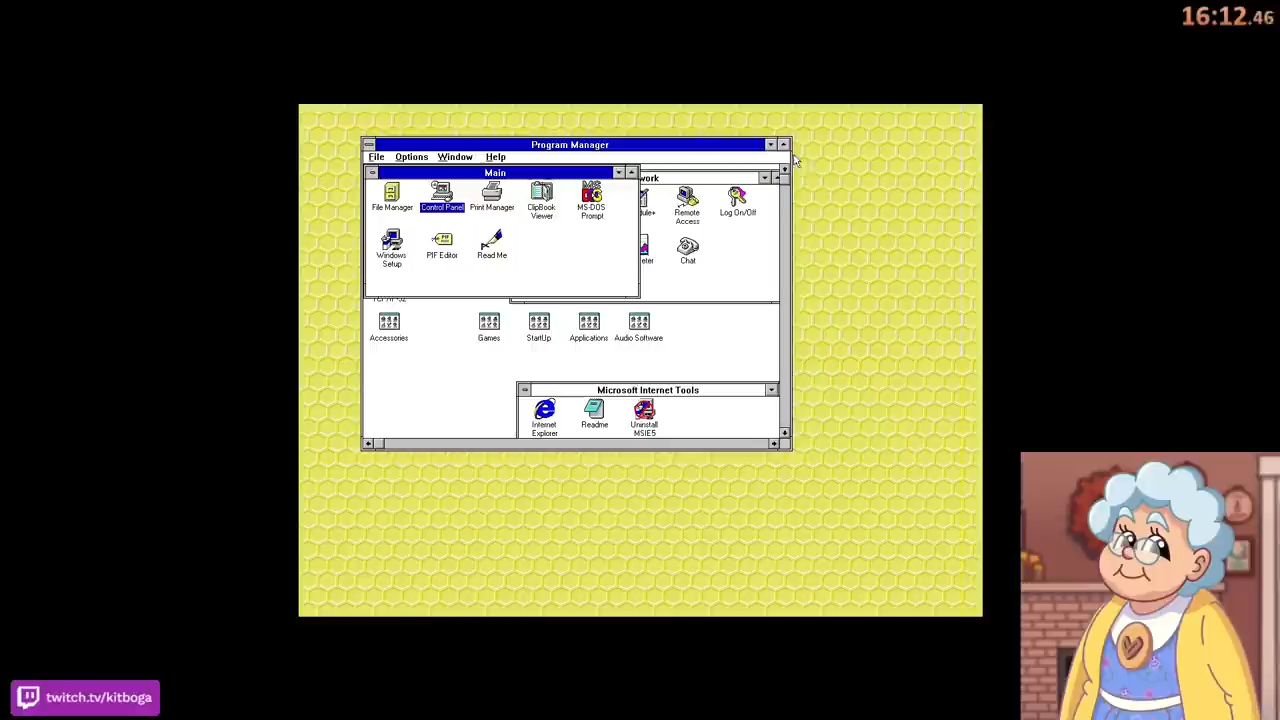 16:12.46
Program Manager
File Options Window Help
Main
work
File Manager Control Panel Print Manager ClipBook Viewer MS-DOS Prompt
Remote Access Log On/Off
Windows Setup PIF Editor Read Me
Chat
Accessories Games StartUp Applications Audio Software
Microsoft Internet Tools
Internet Explorer Readme Uninstall MSIE5
twitch.tv/kitboga